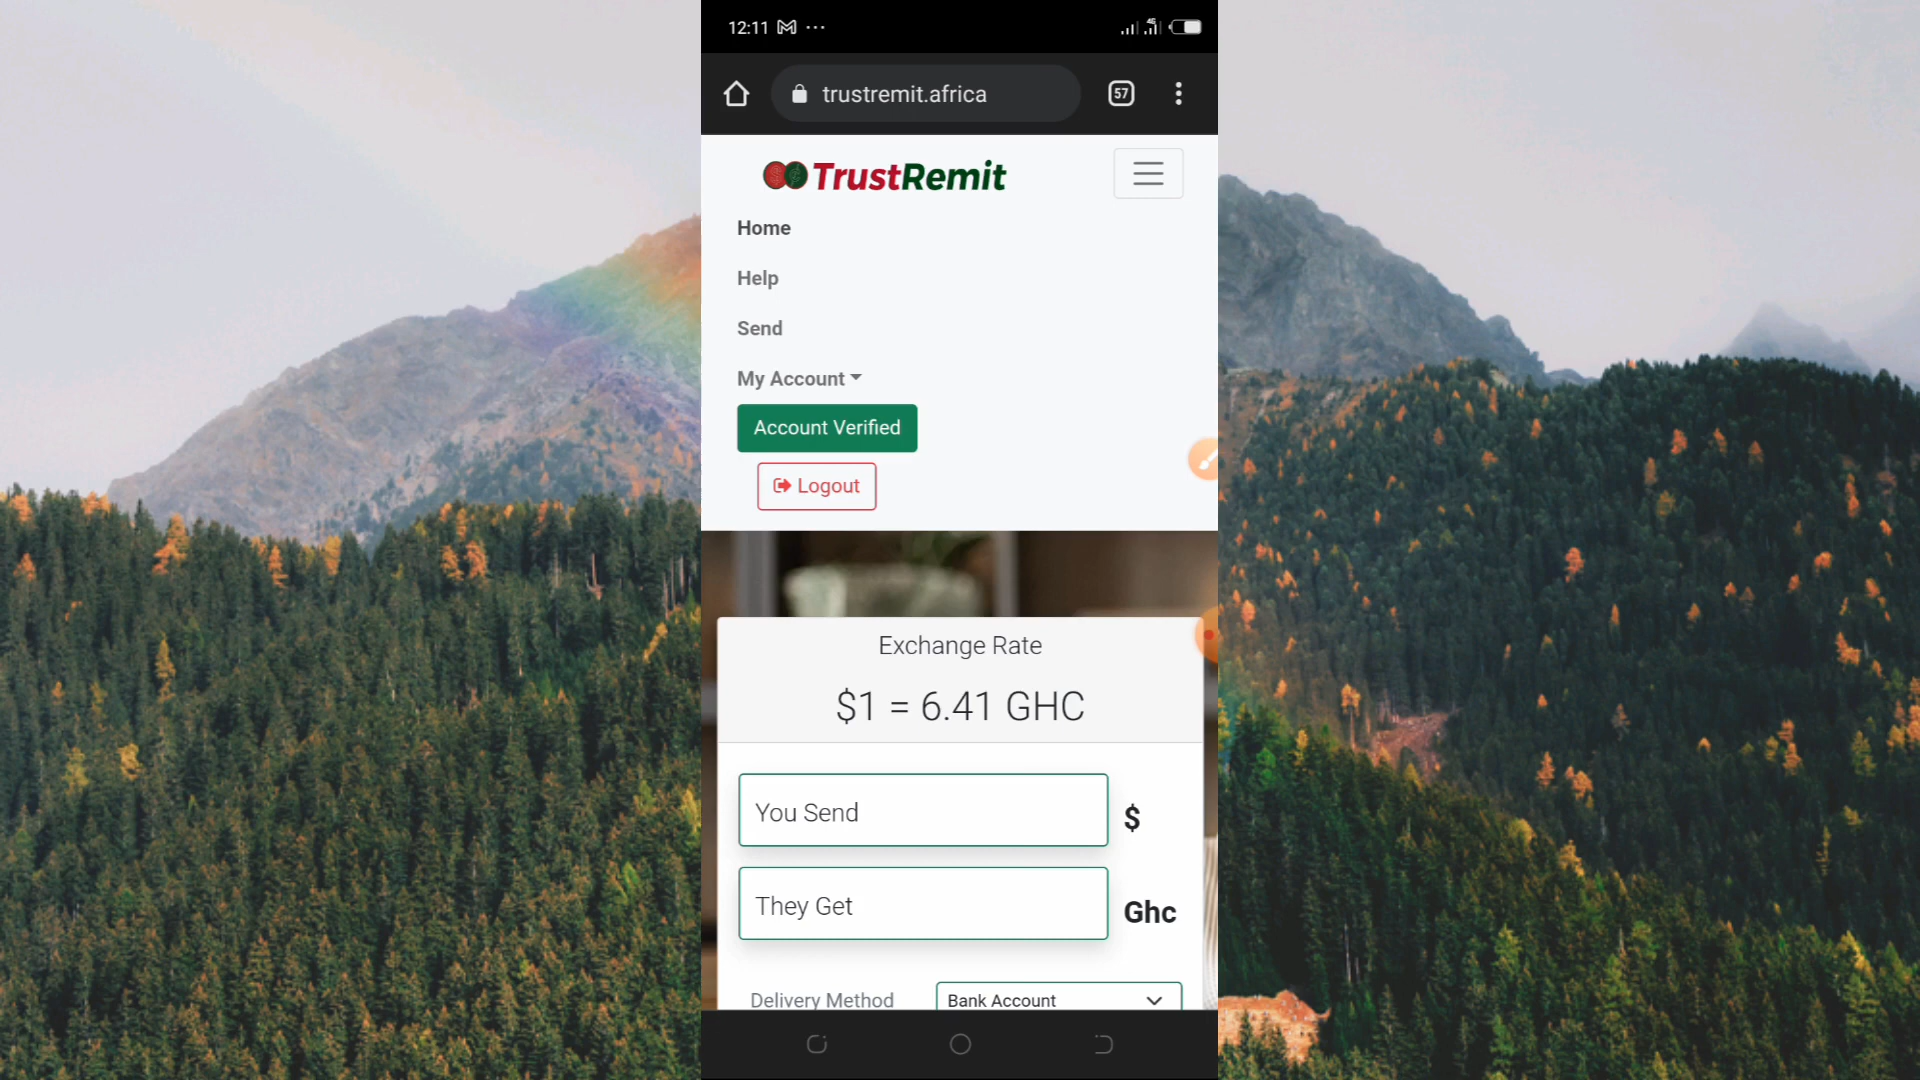 12:11
4G
trustremit.africa
57
TrustRemit
Home
Help
Send
My Account
Account Verified
Logout
Exchange Rate
$1 = 6.41 GHC
You Send
$
They Get
Ghc
Delivery Method
Bank Account